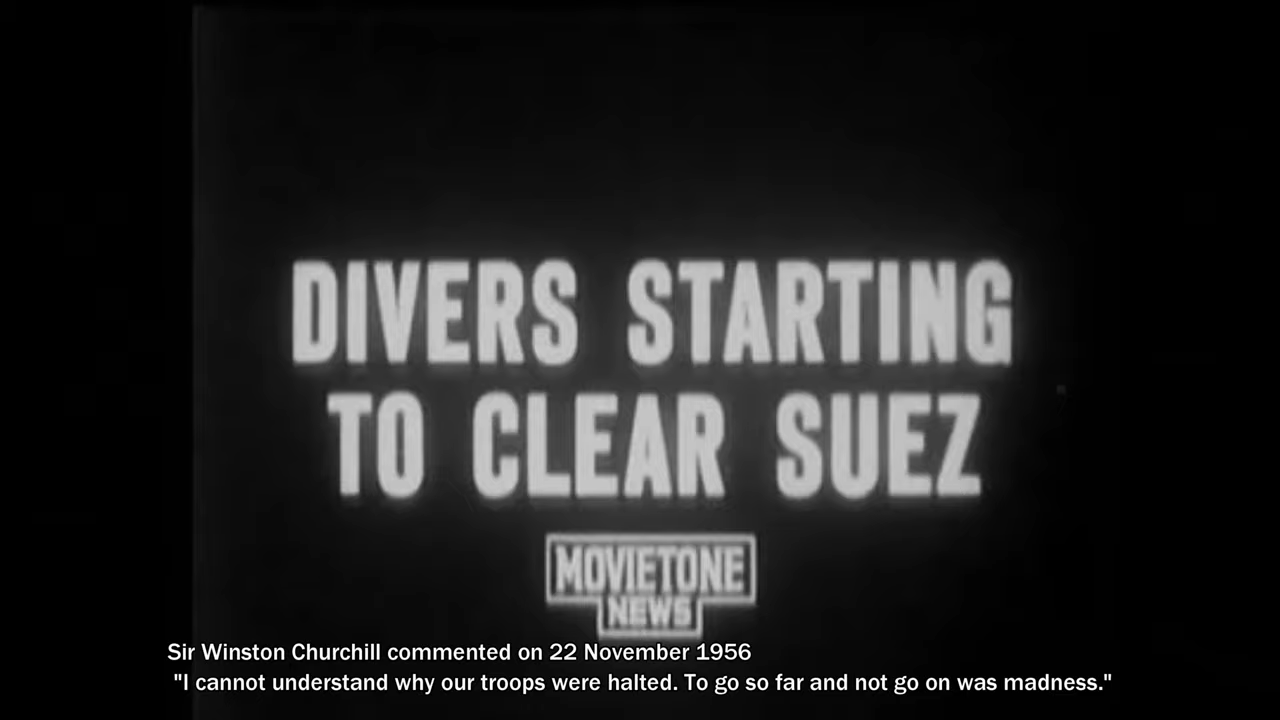 DIVERS STARTING
TO CLEAR SUEZ
MOVIETONE
NEWS
Sir Winston Churchill commented on 22 November 1956
"I cannot understand why our troops were halted. To go so far and not go on was madness."